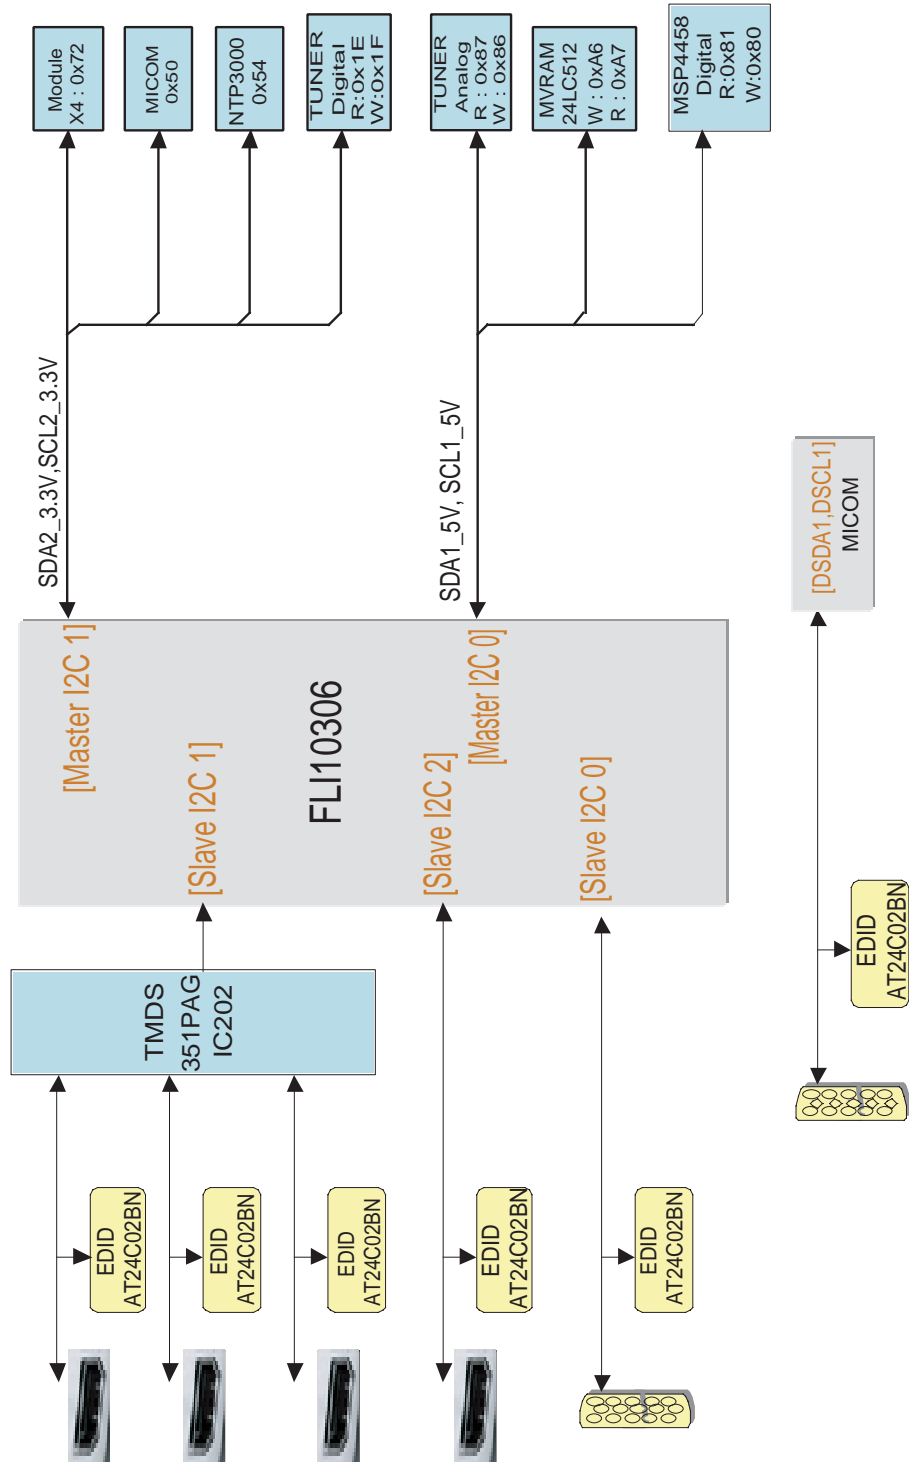 Module
X4 : 0x72
MICOM
0x50
NTP3000
0x54
TUNER
Digital
R:0x1E
W:0x1F
TUNER
Analog
R : 0x87
W : 0x86
MVRAM
24LC512
W : 0xA6
R : 0xA7
MSP4458
Digital
R:0x81
W:0x80
SDA2_3.3V,SCL2_3.3V
SDA1_5V, SCL1_5V
[DSDA1,DSCL1]
MICOM
[Master I2C 1]
[Slave I2C 1]
FLI10306
[Slave I2C 2]
[Master I2C 0]
[Slave I2C 0]
TMDS
351PAG
IC202
EDID
AT24C02BN
EDID
AT24C02BN
EDID
AT24C02BN
EDID
AT24C02BN
EDID
AT24C02BN
EDID
AT24C02BN